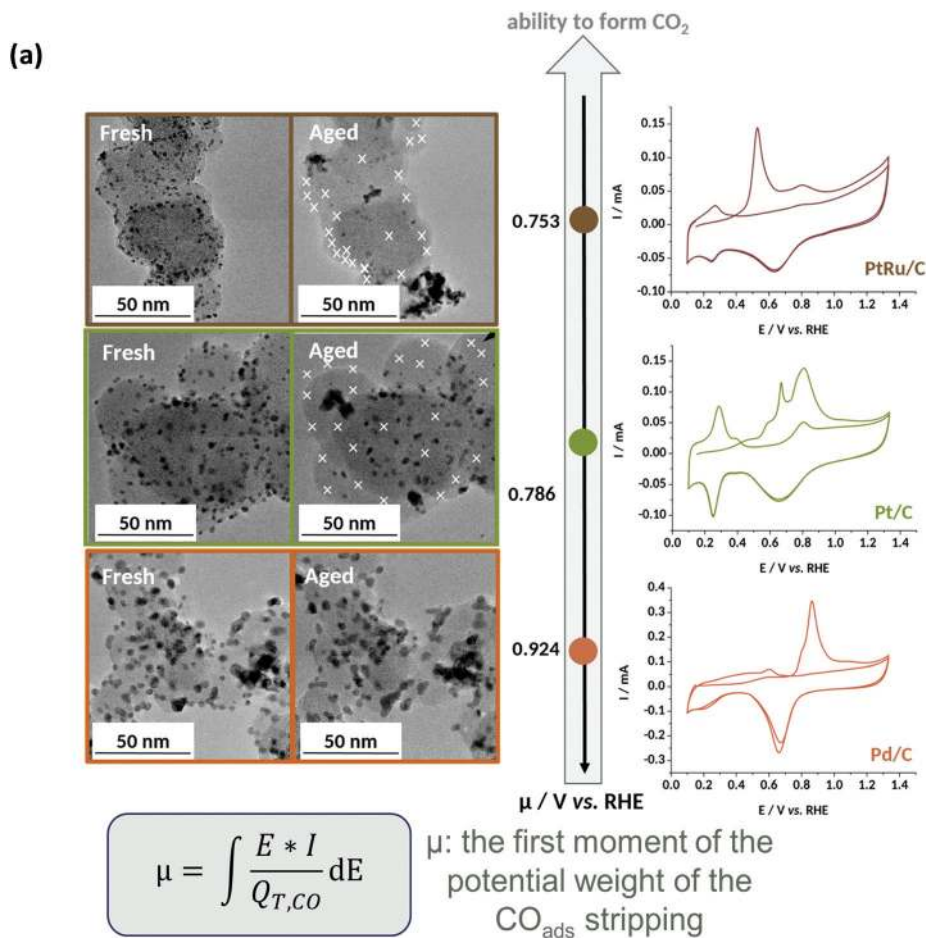 (a)
ability to form CO₂
Fresh
Aged
50 nm
50 nm
0.753
0.15
0.10
0.05
0.00
-0.05
-0.10
I / mA
PtRu/C
0.0 0.2 0.4 0.6 0.8 1.0 1.2 1.4
E / V vs. RHE
Fresh
Aged
50 nm
50 nm
0.786
0.15
0.10
0.05
0.00
-0.05
-0.10
I / mA
Pt/C
0.0 0.2 0.4 0.6 0.8 1.0 1.2 1.4
E / V vs. RHE
Fresh
Aged
50 nm
50 nm
0.924
0.4
0.3
0.2
0.1
0.0
-0.1
-0.2
-0.3
I / mA
Pd/C
0.0 0.2 0.4 0.6 0.8 1.0 1.2 1.4
E / V vs. RHE
μ / V vs. RHE
μ = ∫ E * I / Q_{T,CO} dE
μ: the first moment of the
potential weight of the
CO_{ads} stripping